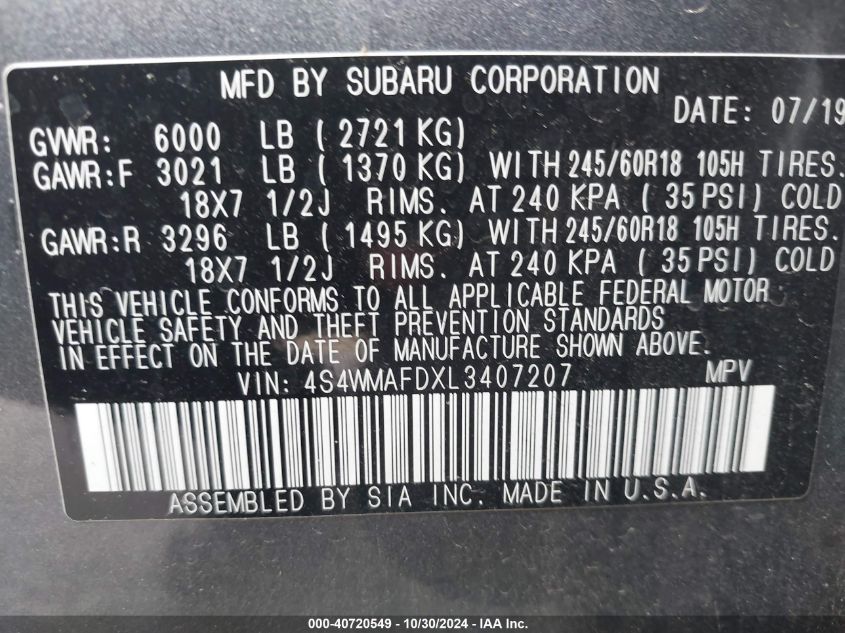 MFD BY SUBARU CORPORATION
DATE: 07/19
GVWR: 6000 LB ( 2721 KG)
GAWR:F 3021 LB ( 1370 KG) WITH 245/60R18 105H TIRES.
18X7 1/2J RIMS. AT 240 KPA ( 35 PSI) COLD
GAWR:R 3296 LB ( 1495 KG) WITH 245/60R18 105H TIRES.
18X7 1/2J RIMS. AT 240 KPA ( 35 PSI) COLD
THIS VEHICLE CONFORMS TO ALL APPLICABLE FEDERAL MOTOR
VEHICLE SAFETY AND THEFT PREVENTION STANDARDS
IN EFFECT ON THE DATE OF MANUFACTURE SHOWN ABOVE.
VIN: 4S4WMAFDXL3407207 MPV
ASSEMBLED BY SIA INC. MADE IN U.S.A.
000-40720549 - 10/30/2024 - IAA Inc.